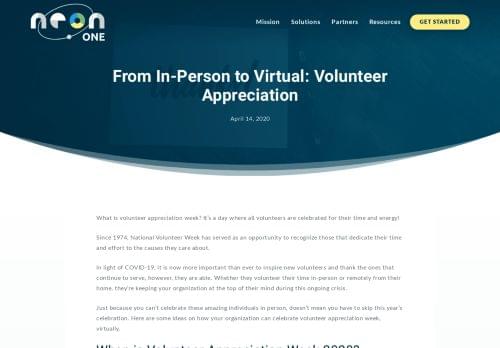 neon
ONE
Mission Solutions Partners Resources GET STARTED
From In-Person to Virtual: Volunteer
Appreciation
April 14, 2020
What is volunteer appreciation week? It's a day where all volunteers are celebrated for their time and energy!
Since 1974, National Volunteer Week has served as an opportunity to recognize those that dedicate their time
and effort to the causes they care about.
In light of COVID-19, it is now more important than ever to inspire new volunteers and thank the ones that
continue to serve, however, they are able. Whether they volunteer their time in-person or remotely from their
home, they're keeping your organization at the top of their mind during this ongoing crisis.
Just because you can't celebrate these amazing individuals in person, doesn't mean you have to skip this year's
celebration. Here are some ideas on how your organization can celebrate volunteer appreciation week,
virtually.
When is Volunteer Appreciation Week 2020?